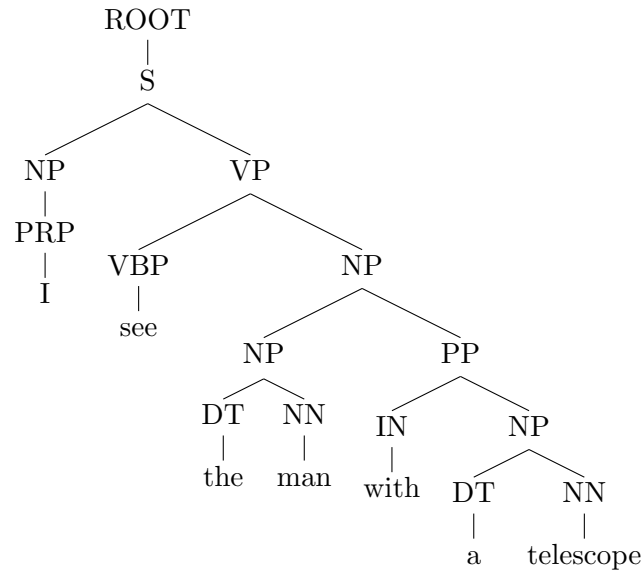 ROOT
S
NP VP
PRP
VBP NP
I
see
NP PP
DT NN IN NP
the man with
DT NN
a telescope